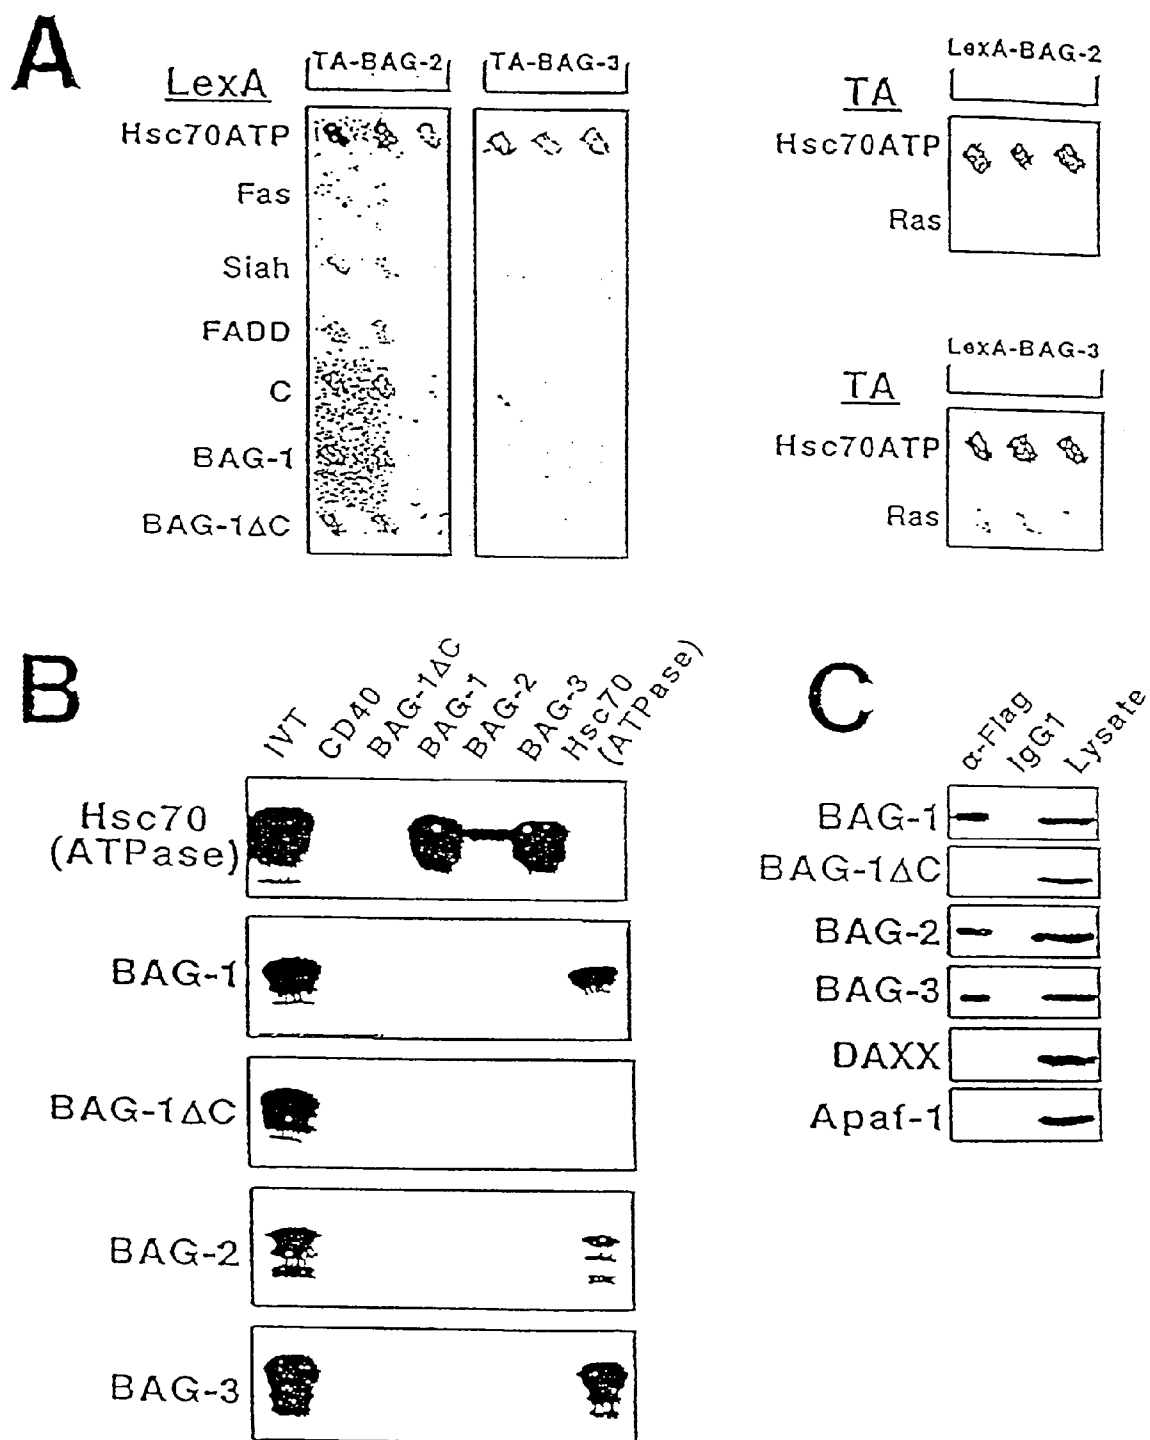 A
LexA
TA-BAG-2
TA-BAG-3
Hsc70ATP
Fas
Siah
FADD
C
BAG-1
BAG-1ΔC
LexA-BAG-2
TA
Hsc70ATP
Ras
LexA-BAG-3
TA
Hsc70ATP
Ras
B
IVT
CD40
BAG-1ΔC
BAG-1
BAG-2
BAG-3
Hsc70
(ATPase)
Hsc70
(ATPase)
BAG-1
BAG-1ΔC
BAG-2
BAG-3
C
α-Flag
IgG1
Lysate
BAG-1
BAG-1ΔC
BAG-2
BAG-3
DAXX
Apaf-1